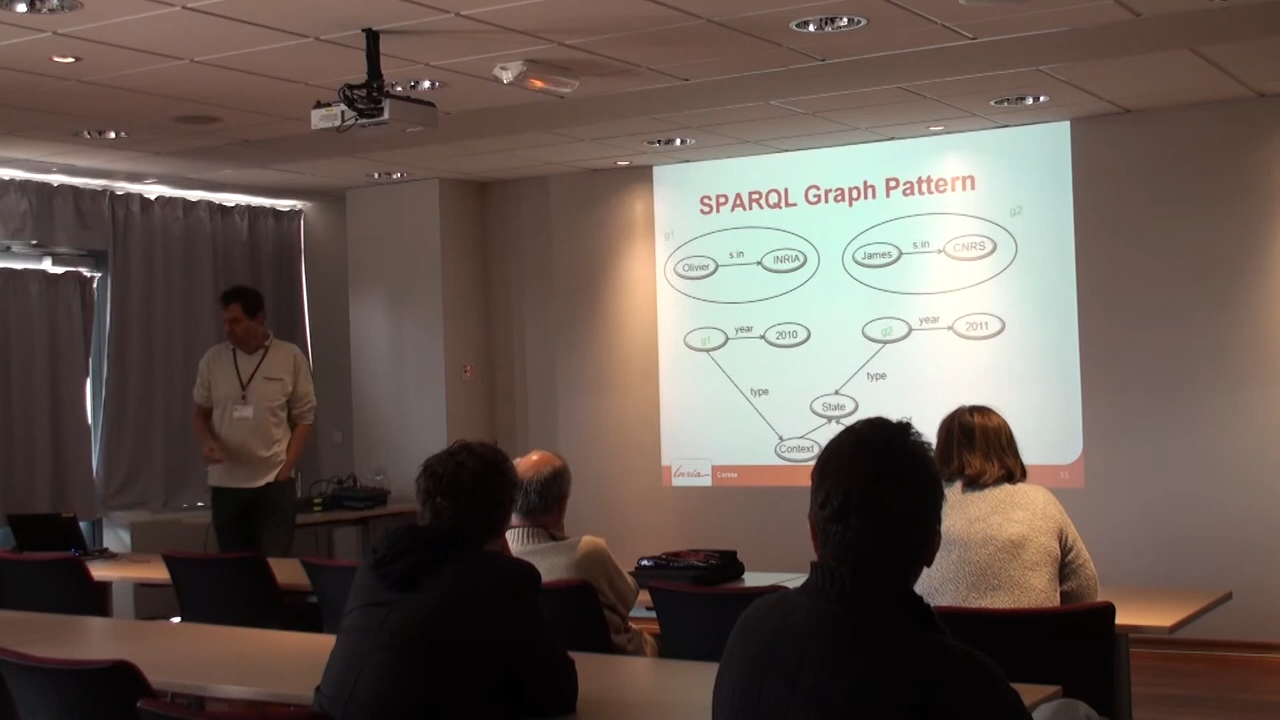 SPARQL Graph Pattern
g1
g2
Olivier
s:in
INRIA
James
s:in
CNRS
g1
year
2010
g2
year
2011
type
type
State
Context
Inria
Corese